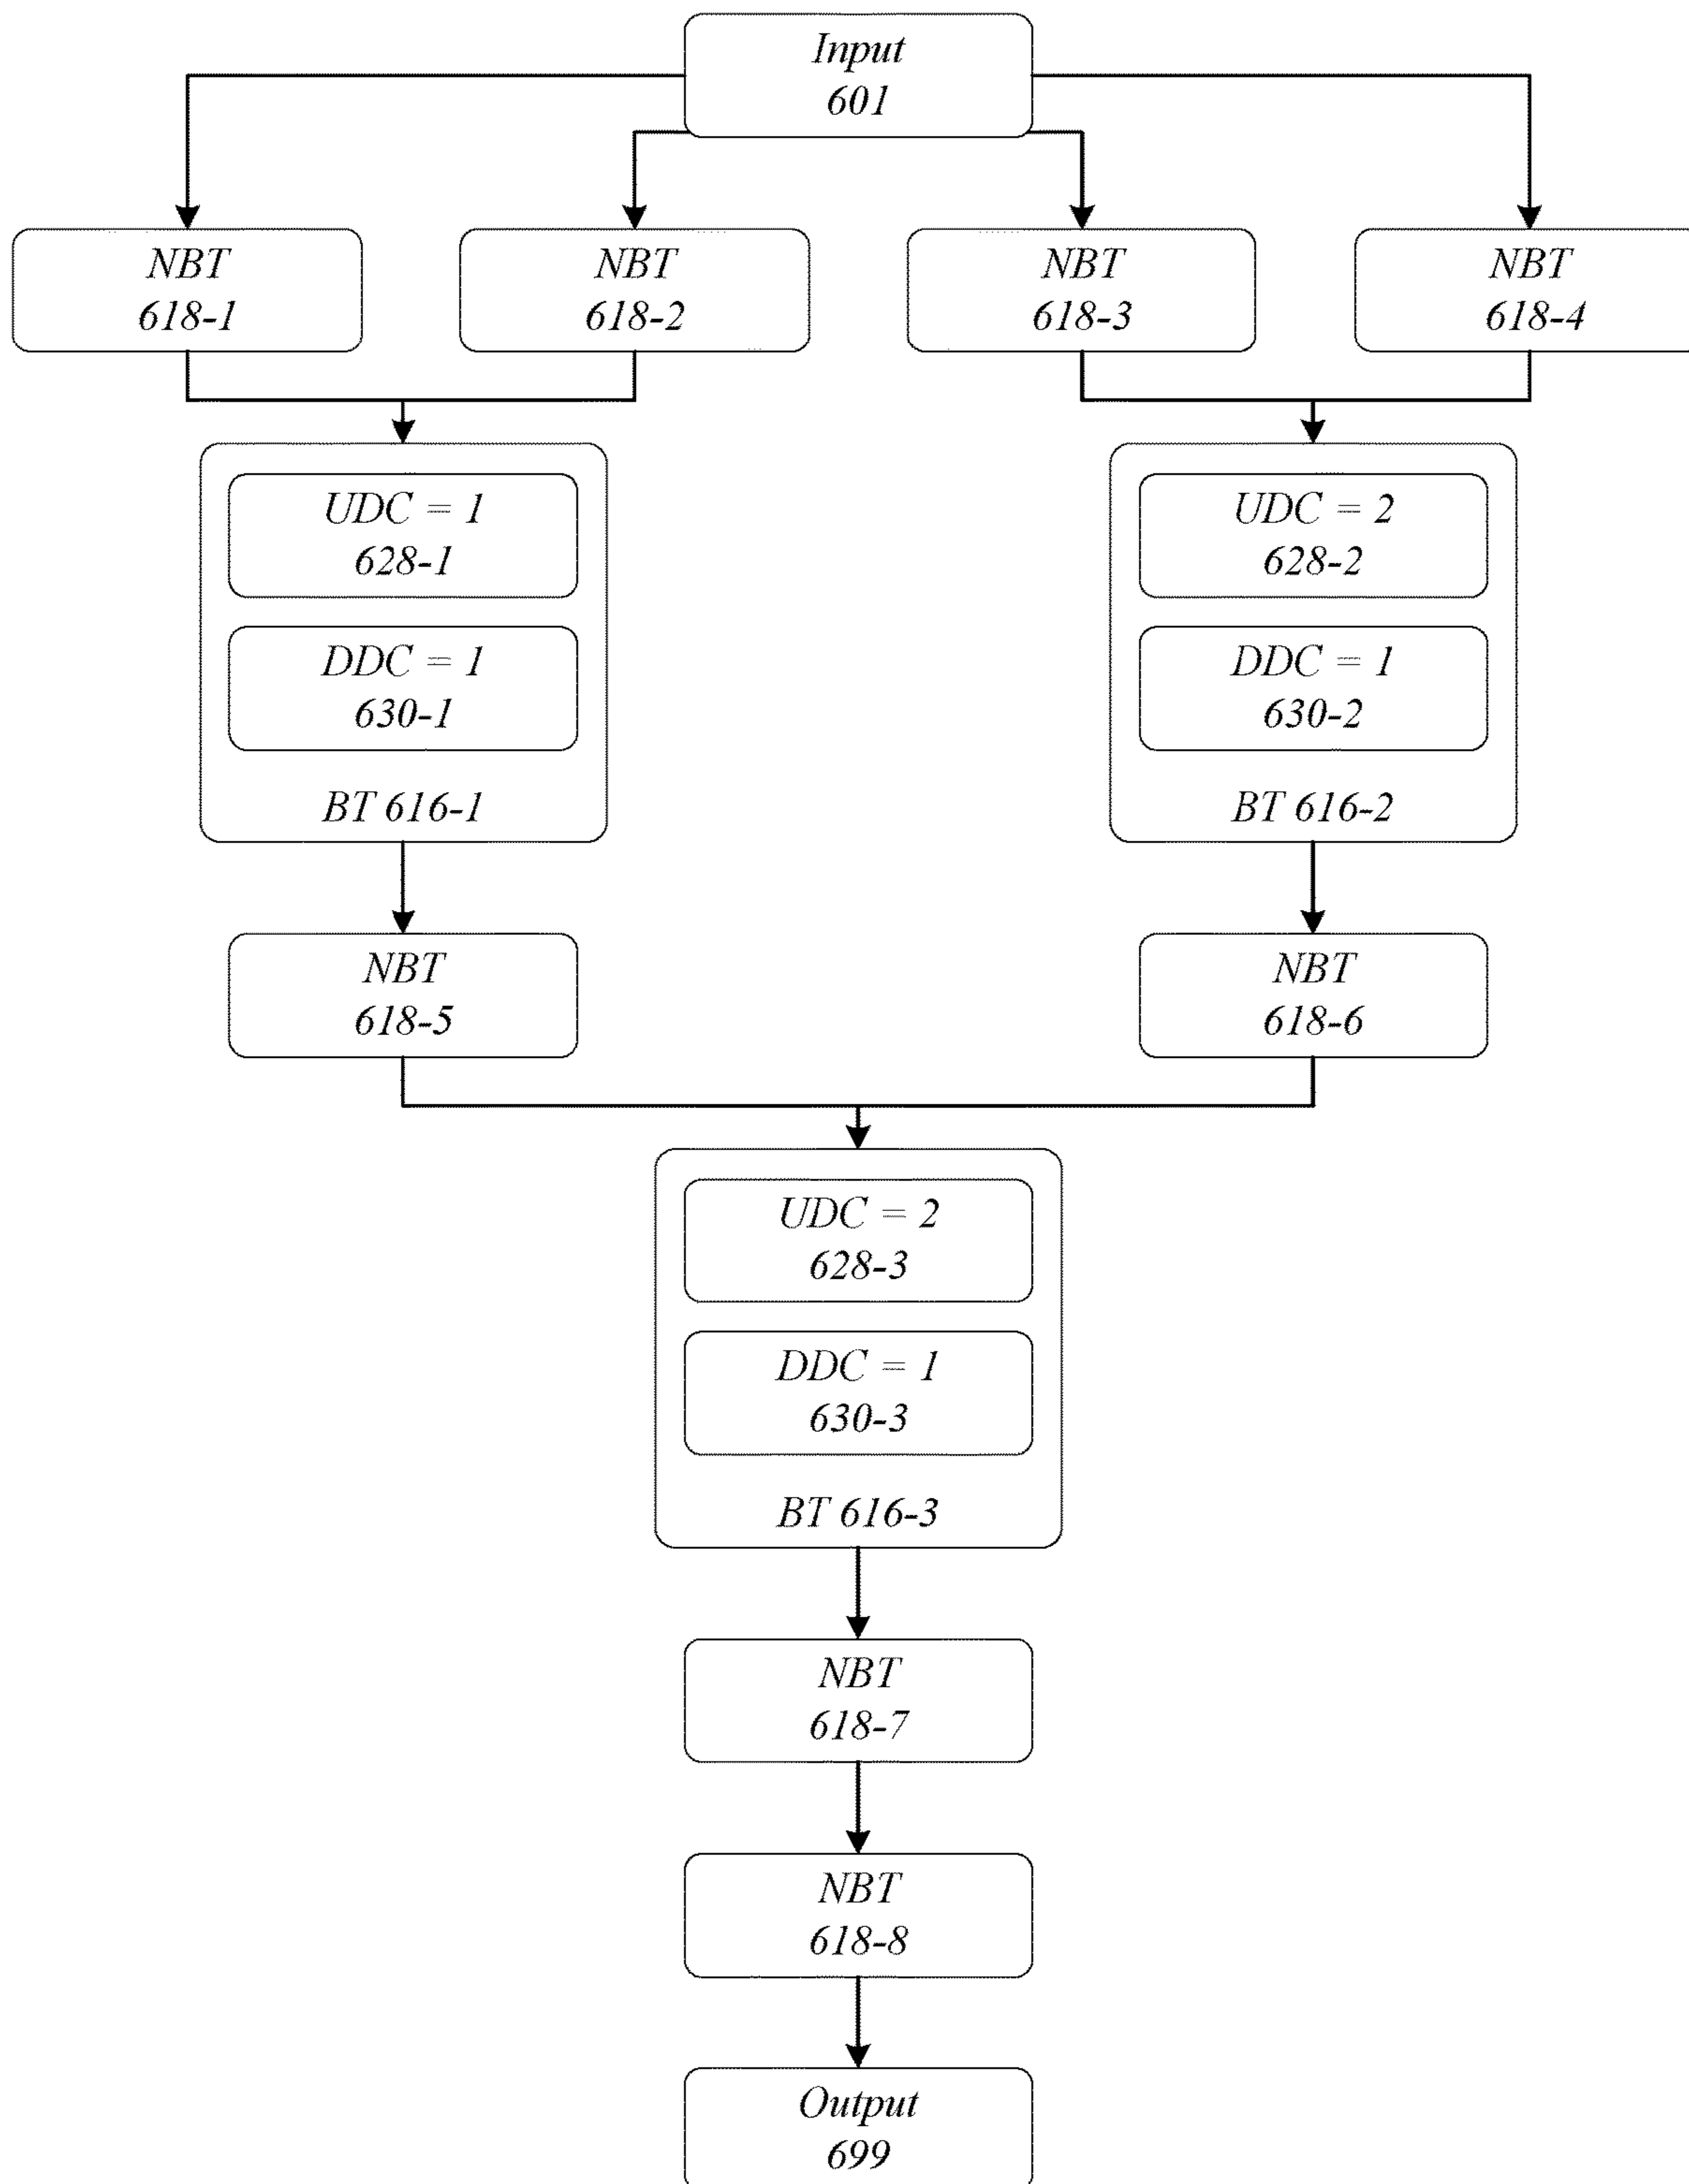 Input
601
NBT
618-1
NBT
618-2
NBT
618-3
NBT
618-4
UDC = 1
628-1
DDC = 1
630-1
BT 616-1
UDC = 2
628-2
DDC = 1
630-2
BT 616-2
NBT
618-5
NBT
618-6
UDC = 2
628-3
DDC = 1
630-3
BT 616-3
NBT
618-7
NBT
618-8
Output
699